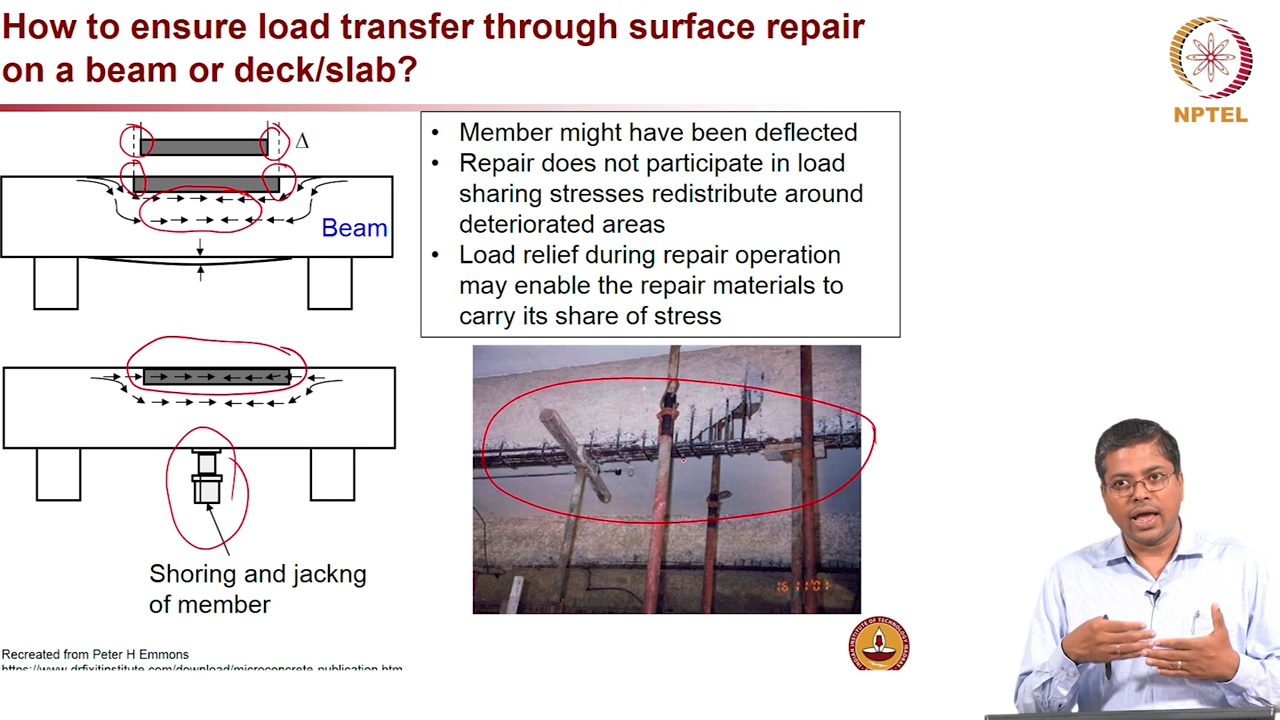 How to ensure load transfer through surface repair
on a beam or deck/slab?
NPTEL
Δ
Beam
• Member might have been deflected
• Repair does not participate in load
sharing stresses redistribute around
deteriorated areas
• Load relief during repair operation
may enable the repair materials to
carry its share of stress
Shoring and jackng
of member
16 11'01
Recreated from Peter H Emmons
https://www.drfixitinstitute.com/download/microconcrete-publication.htm